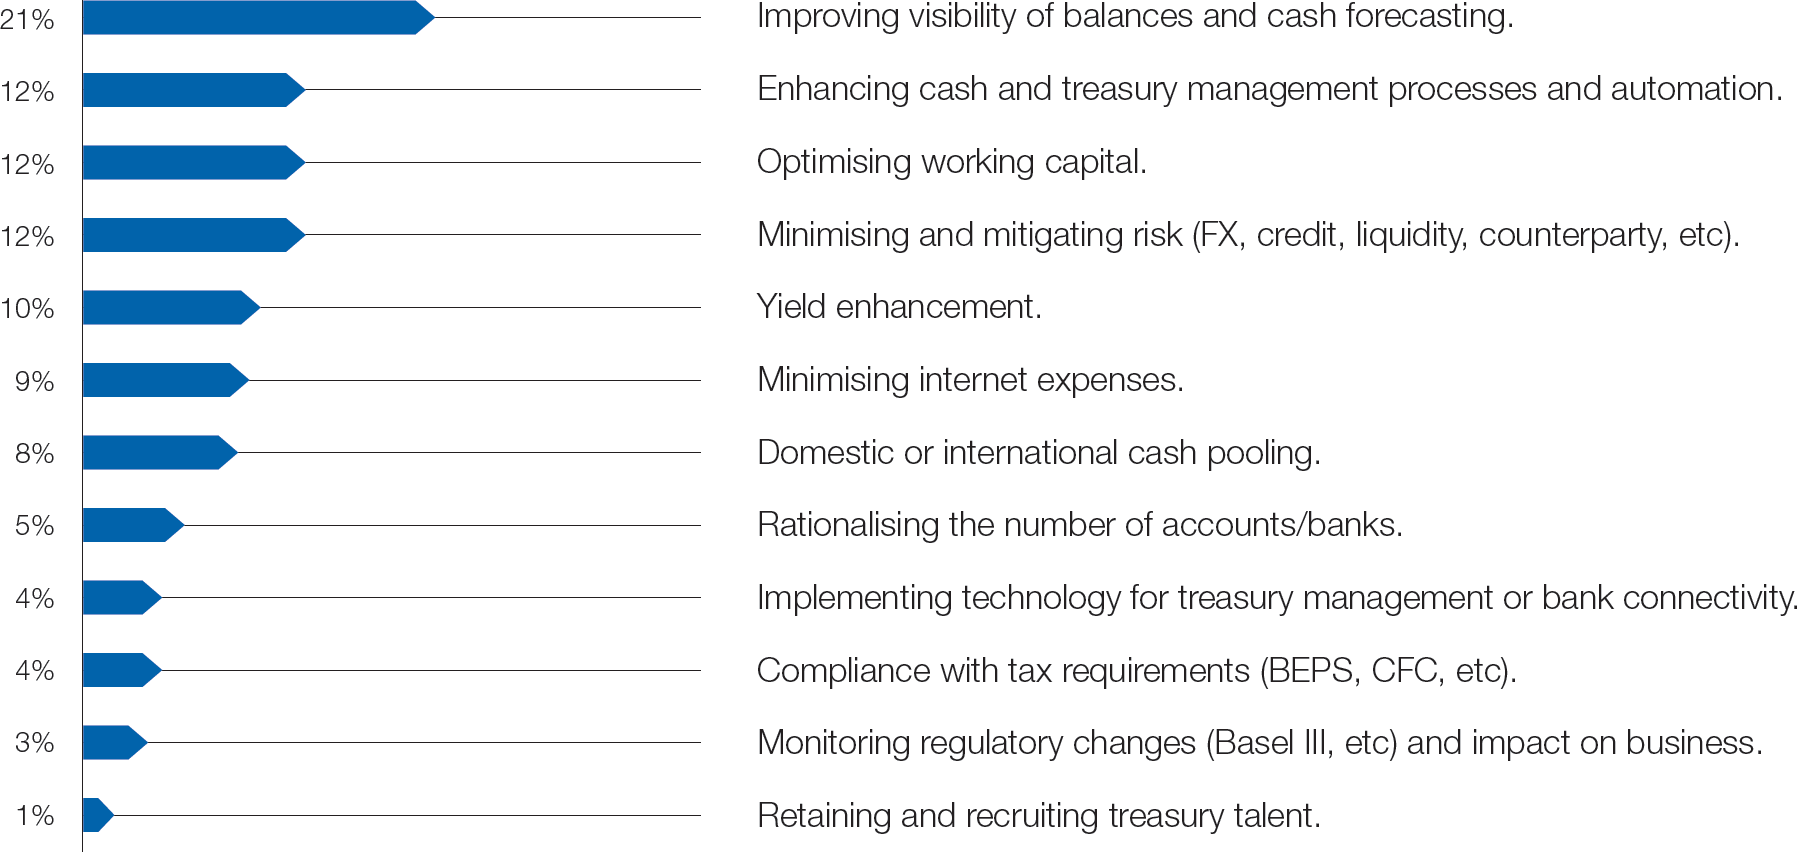 21% Improving visibility of balances and cash forecasting.
12% Enhancing cash and treasury management processes and automation.
12% Optimising working capital.
12% Minimising and mitigating risk (FX, credit, liquidity, counterparty, etc).
10% Yield enhancement.
9% Minimising internet expenses.
8% Domestic or international cash pooling.
5% Rationalising the number of accounts/banks.
4% Implementing technology for treasury management or bank connectivity.
4% Compliance with tax requirements (BEPS, CFC, etc).
3% Monitoring regulatory changes (Basel III, etc) and impact on business.
1% Retaining and recruiting treasury talent.